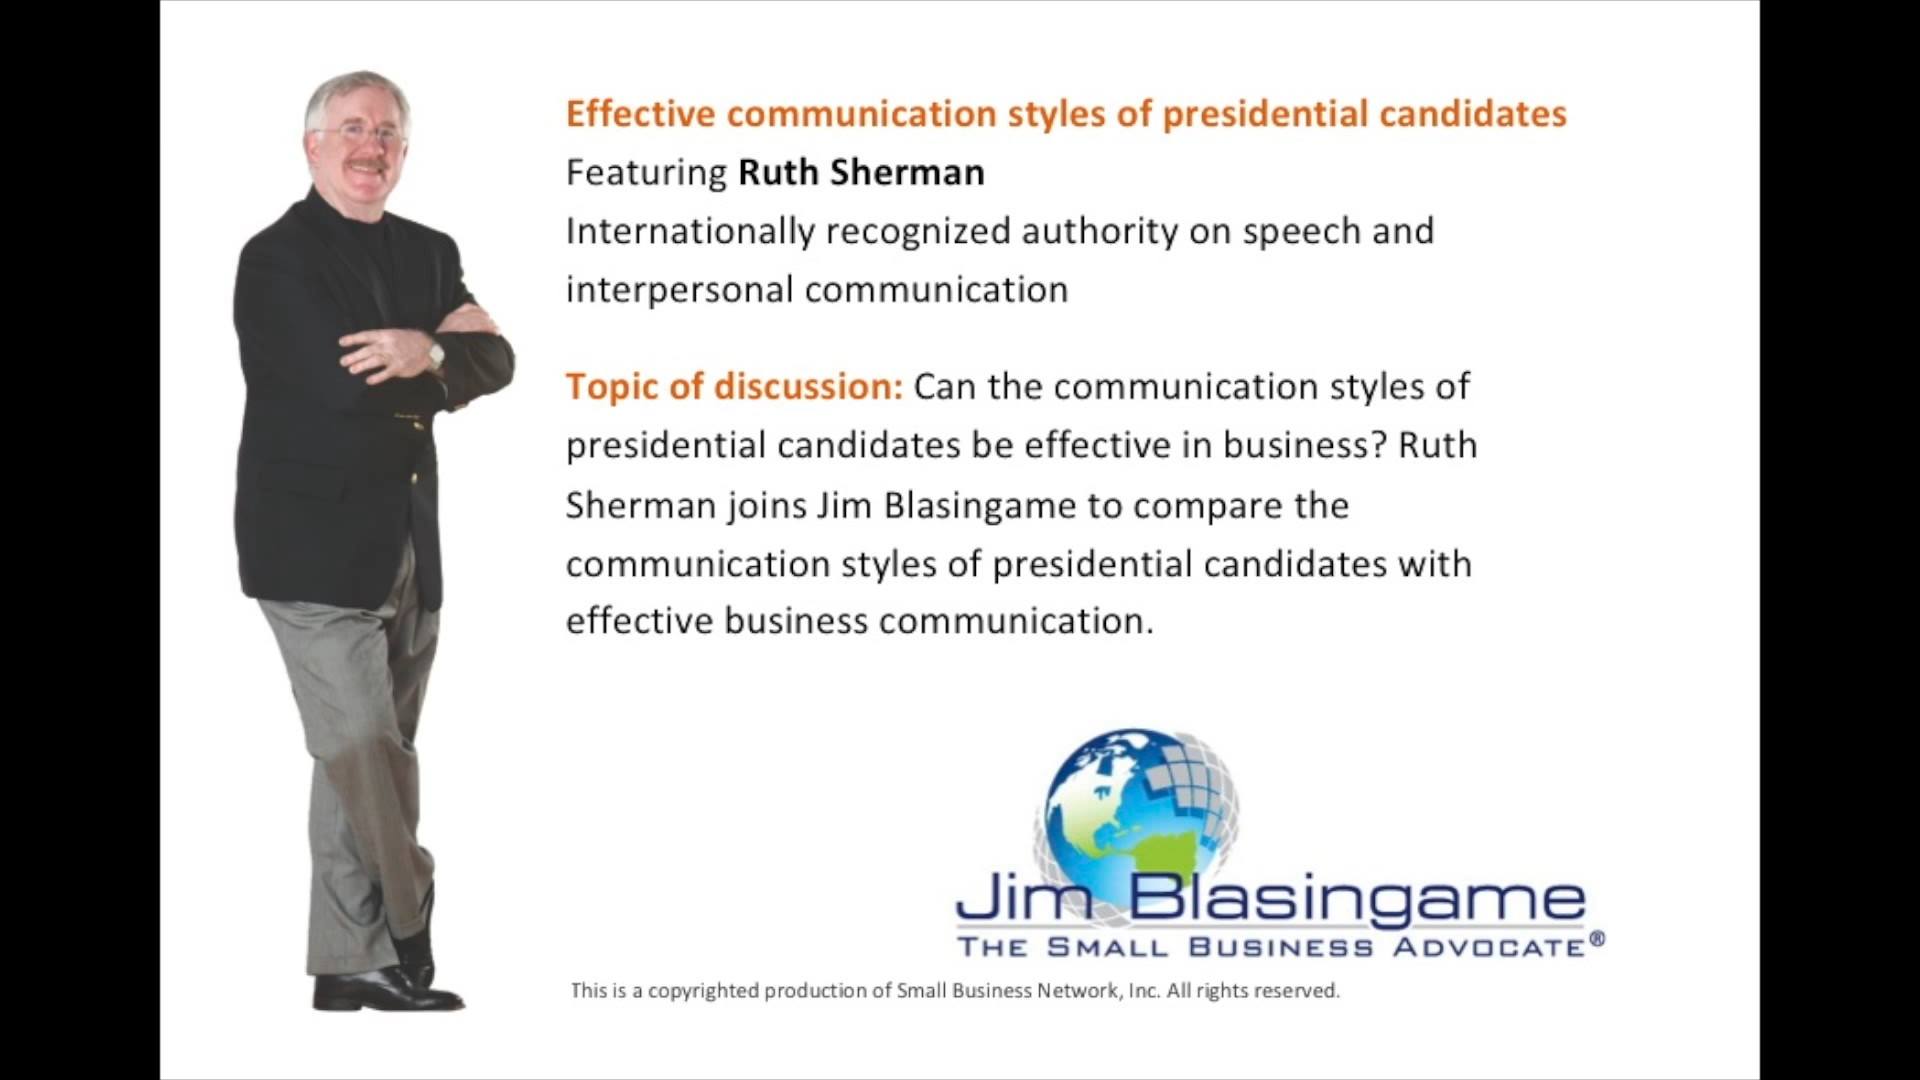 Effective communication styles of presidential candidates
Featuring Ruth Sherman
Internationally recognized authority on speech and
interpersonal communication
Topic of discussion: Can the communication styles of
presidential candidates be effective in business? Ruth
Sherman joins Jim Blasingame to compare the
communication styles of presidential candidates with
effective business communication.
Jim Blasingame
THE SMALL BUSINESS ADVOCATE®
This is a copyrighted production of Small Business Network, Inc. All rights reserved.